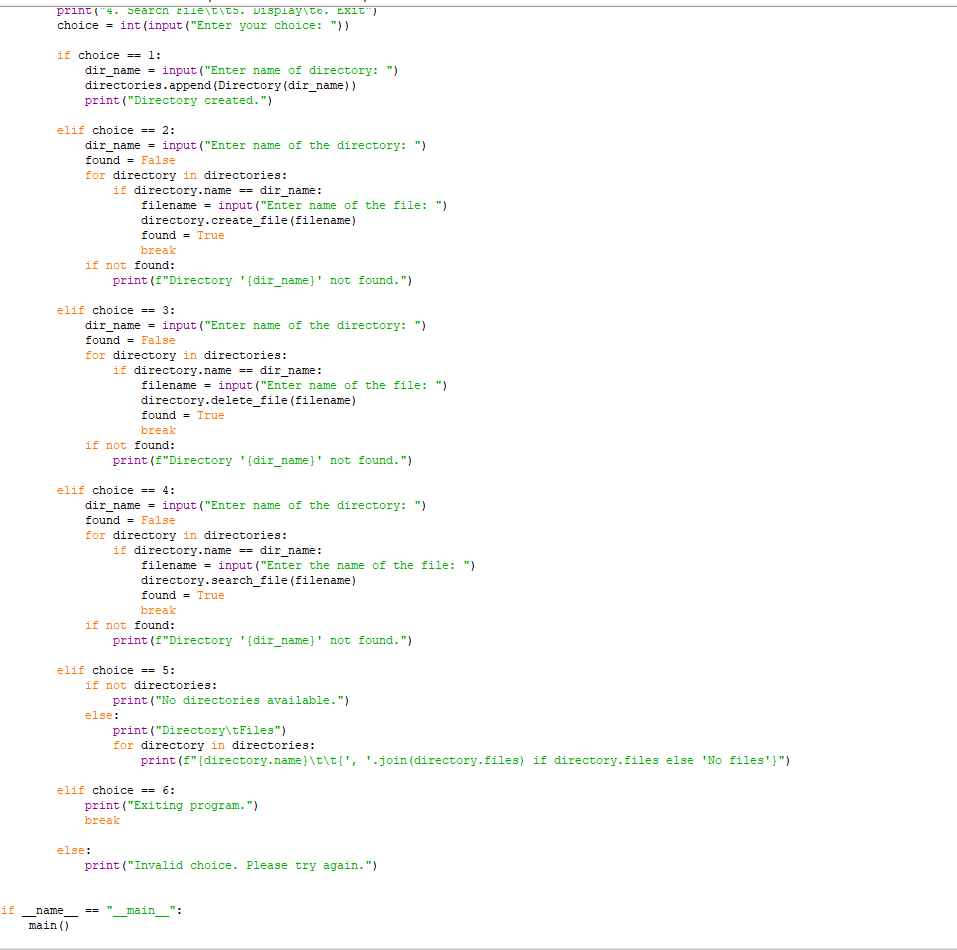 print("4. Search File\t\t5. Display\t6. Exit")
        choice = int(input("Enter your choice: "))

        if choice == 1:
            dir_name = input("Enter name of directory: ")
            directories.append(Directory(dir_name))
            print("Directory created.")

        elif choice == 2:
            dir_name = input("Enter name of the directory: ")
            found = False
            for directory in directories:
                if directory.name == dir_name:
                    filename = input("Enter name of the file: ")
                    directory.create_file(filename)
                    found = True
                    break
            if not found:
                print(f"Directory '{dir_name}' not found.")

        elif choice == 3:
            dir_name = input("Enter name of the directory: ")
            found = False
            for directory in directories:
                if directory.name == dir_name:
                    filename = input("Enter name of the file: ")
                    directory.delete_file(filename)
                    found = True
                    break
            if not found:
                print(f"Directory '{dir_name}' not found.")

        elif choice == 4:
            dir_name = input("Enter name of the directory: ")
            found = False
            for directory in directories:
                if directory.name == dir_name:
                    filename = input("Enter the name of the file: ")
                    directory.search_file(filename)
                    found = True
                    break
            if not found:
                print(f"Directory '{dir_name}' not found.")

        elif choice == 5:
            if not directories:
                print("No directories available.")
            else:
                print("Directory\tFiles")
                for directory in directories:
                    print(f"{directory.name}\t\t{', '.join(directory.files) if directory.files else 'No files'}")

        elif choice == 6:
            print("Exiting program.")
            break

        else:
            print("Invalid choice. Please try again.")


if __name__ == "__main__":
    main()